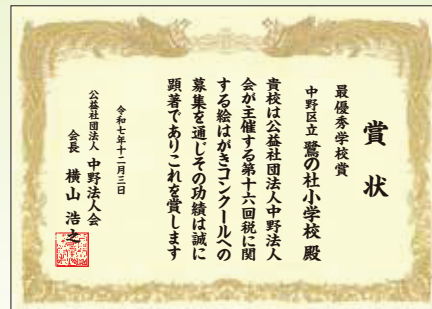 賞状
最優秀学校賞
中野区立 鷺の杜小学校 殿
貴校は公益社団法人中野法人
会が主催する第十六回税に関
する絵はがきコンクールへの
募集を通じその功績は誠に
顕著でありこれを賞します
令和七年十二月三日
公益社団法人 中野法人会
会長 横山 浩之